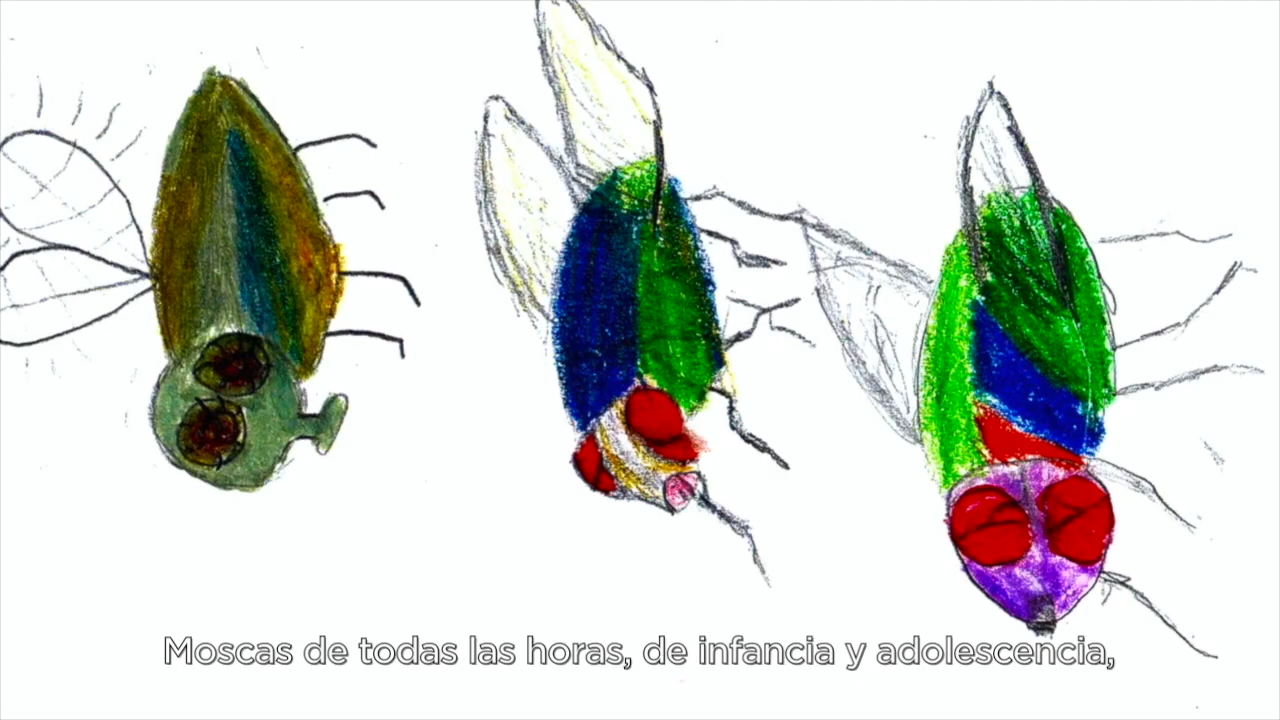 Moscas de todas las horas, de infancia y adolescencia,